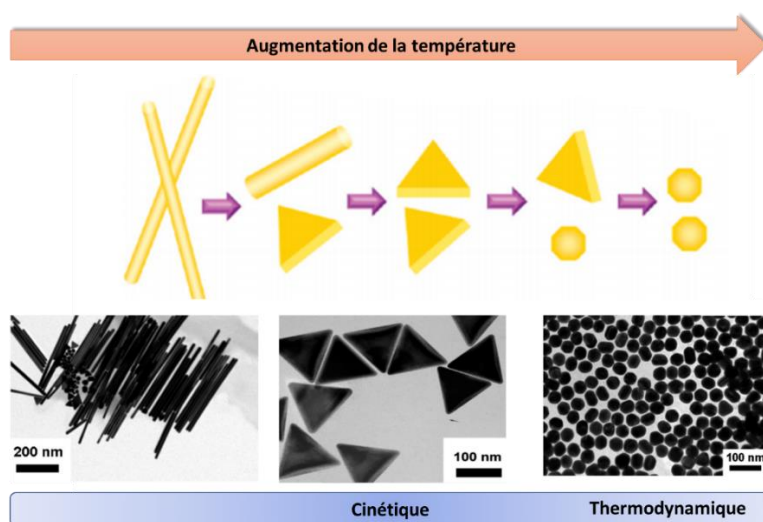 Augmentation de la température
200 nm
100 nm
100 nm
Cinétique
Thermodynamique